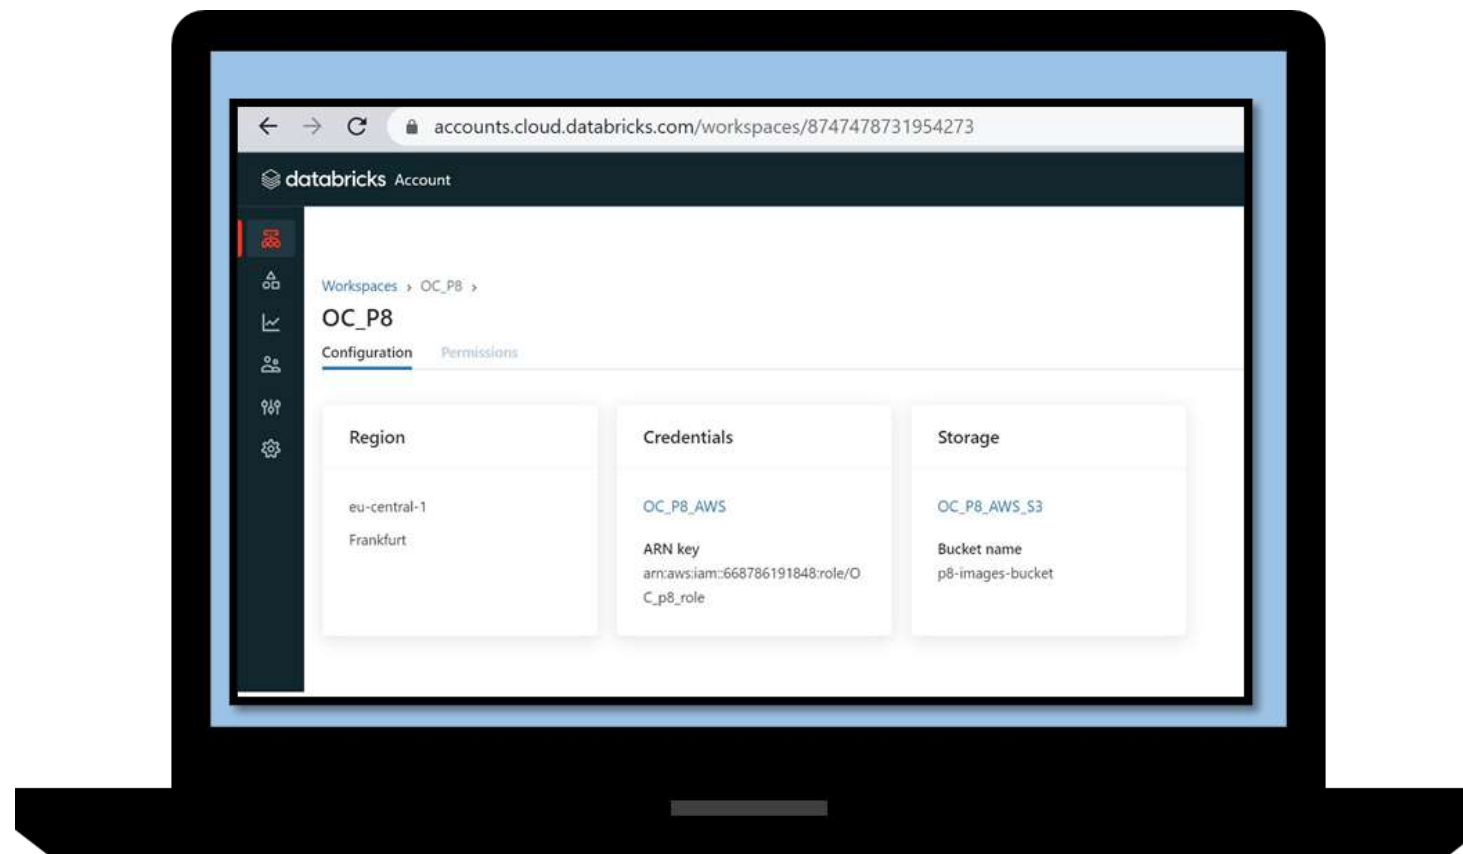 accounts.cloud.databricks.com/workspaces/8747478731954273
databricks Account
Workspaces › OC_P8 ›
OC_P8
Configuration Permissions
Region
eu-central-1
Frankfurt
Credentials
OC_P8_AWS
ARN key
arn:aws:iam::668786191848:role/O
C_p8_role
Storage
OC_P8_AWS_S3
Bucket name
p8-images-bucket